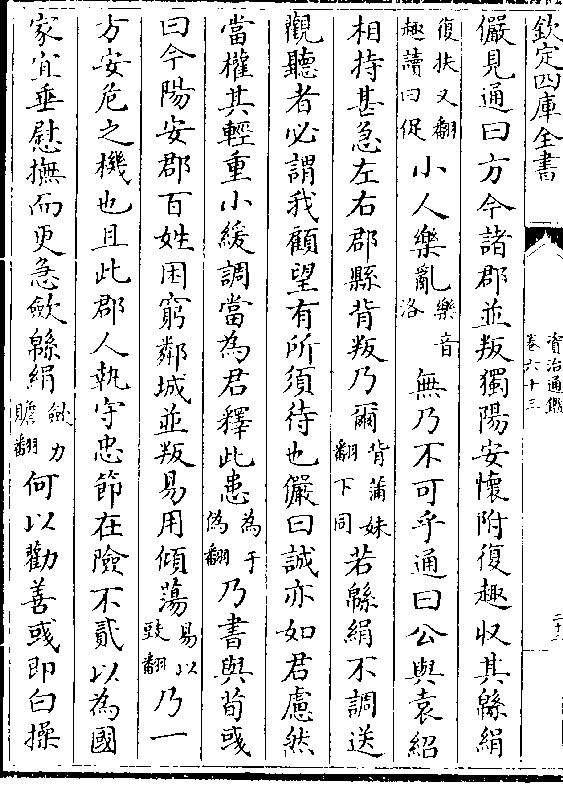 欽定四庫全書
資治通鑑
卷六十三
儼見通曰方今諸郡並叛獨陽安懷附復趣收其緜絹
復扶又翻
趣讀曰促
小人樂亂
樂音
洛
無乃不可乎通曰公與袁紹
相持甚急左右郡縣背叛乃爾
背蒲妹
翻下同
若緜絹不調送
觀聽者必謂我顧望有所須待也儼曰誠亦如君慮然
當權其輕重小緩調當為君釋此患
為于
偽翻
乃書與荀彧
曰今陽安郡百姓困窮鄰城並叛易用傾蕩
易以
豉翻
乃一
方安危之機也且此郡人執守忠節在險不貳以為國
家宜垂慰撫而更急斂緜絹
斂力
贍翻
何以勸善彧即白操